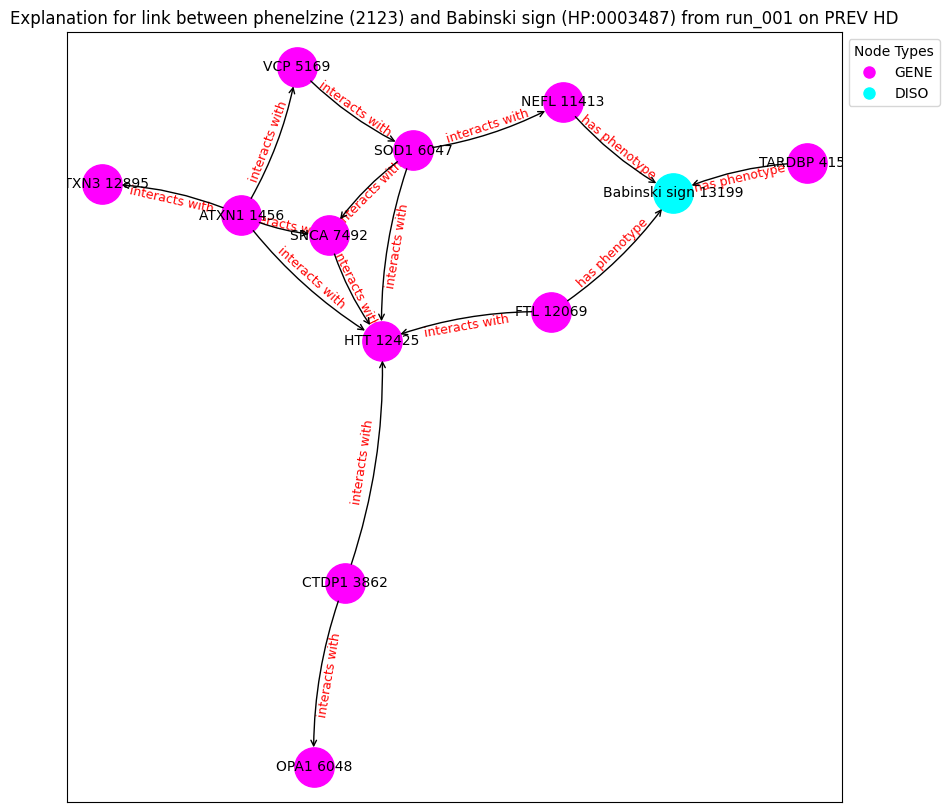 Explanation for link between phenelzine (2123) and Babinski sign (HP:0003487) from run_001 on PREV HD
Node Types
GENE
DISO
VCP 5169
interacts with
NEFL 11413
interacts with
has phenotype
SOD1 6047
TARDBP 415
has phenotype
interacts with
TXN3 12895
interacts with
Babinski sign 13199
interacts with
ATXN1 1456
racts w
SNCA 7492
interacts with
has phenotype
interacts with
interacts with
FTL 12069
interacts with
HTT 12425
interacts with
CTDP1 3862
interacts with
OPA1 6048